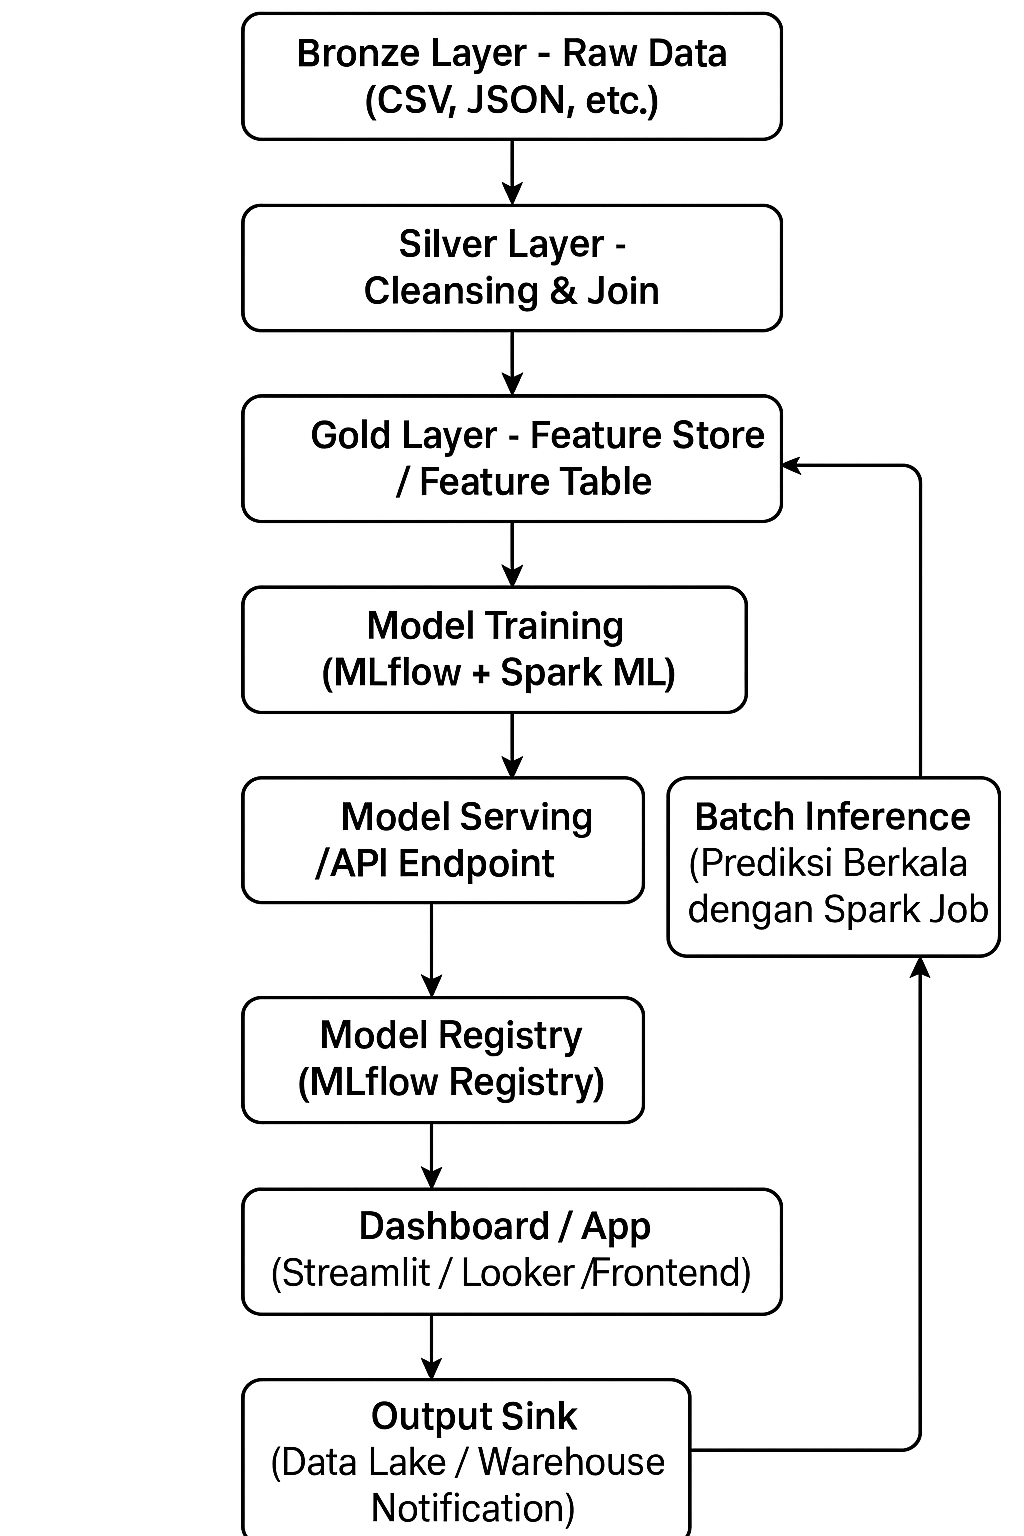 Bronze Layer - Raw Data
(CSV, JSON, etc.)
Silver Layer -
Cleansing & Join
Gold Layer - Feature Store
/ Feature Table
Model Training
(MLflow + Spark ML)
Model Serving
/API Endpoint
Batch Inference
(Prediksi Berkala
dengan Spark Job
Model Registry
(MLflow Registry)
Dashboard / App
(Streamlit / Looker /Frontend)
Output Sink
(Data Lake / Warehouse
Notification)